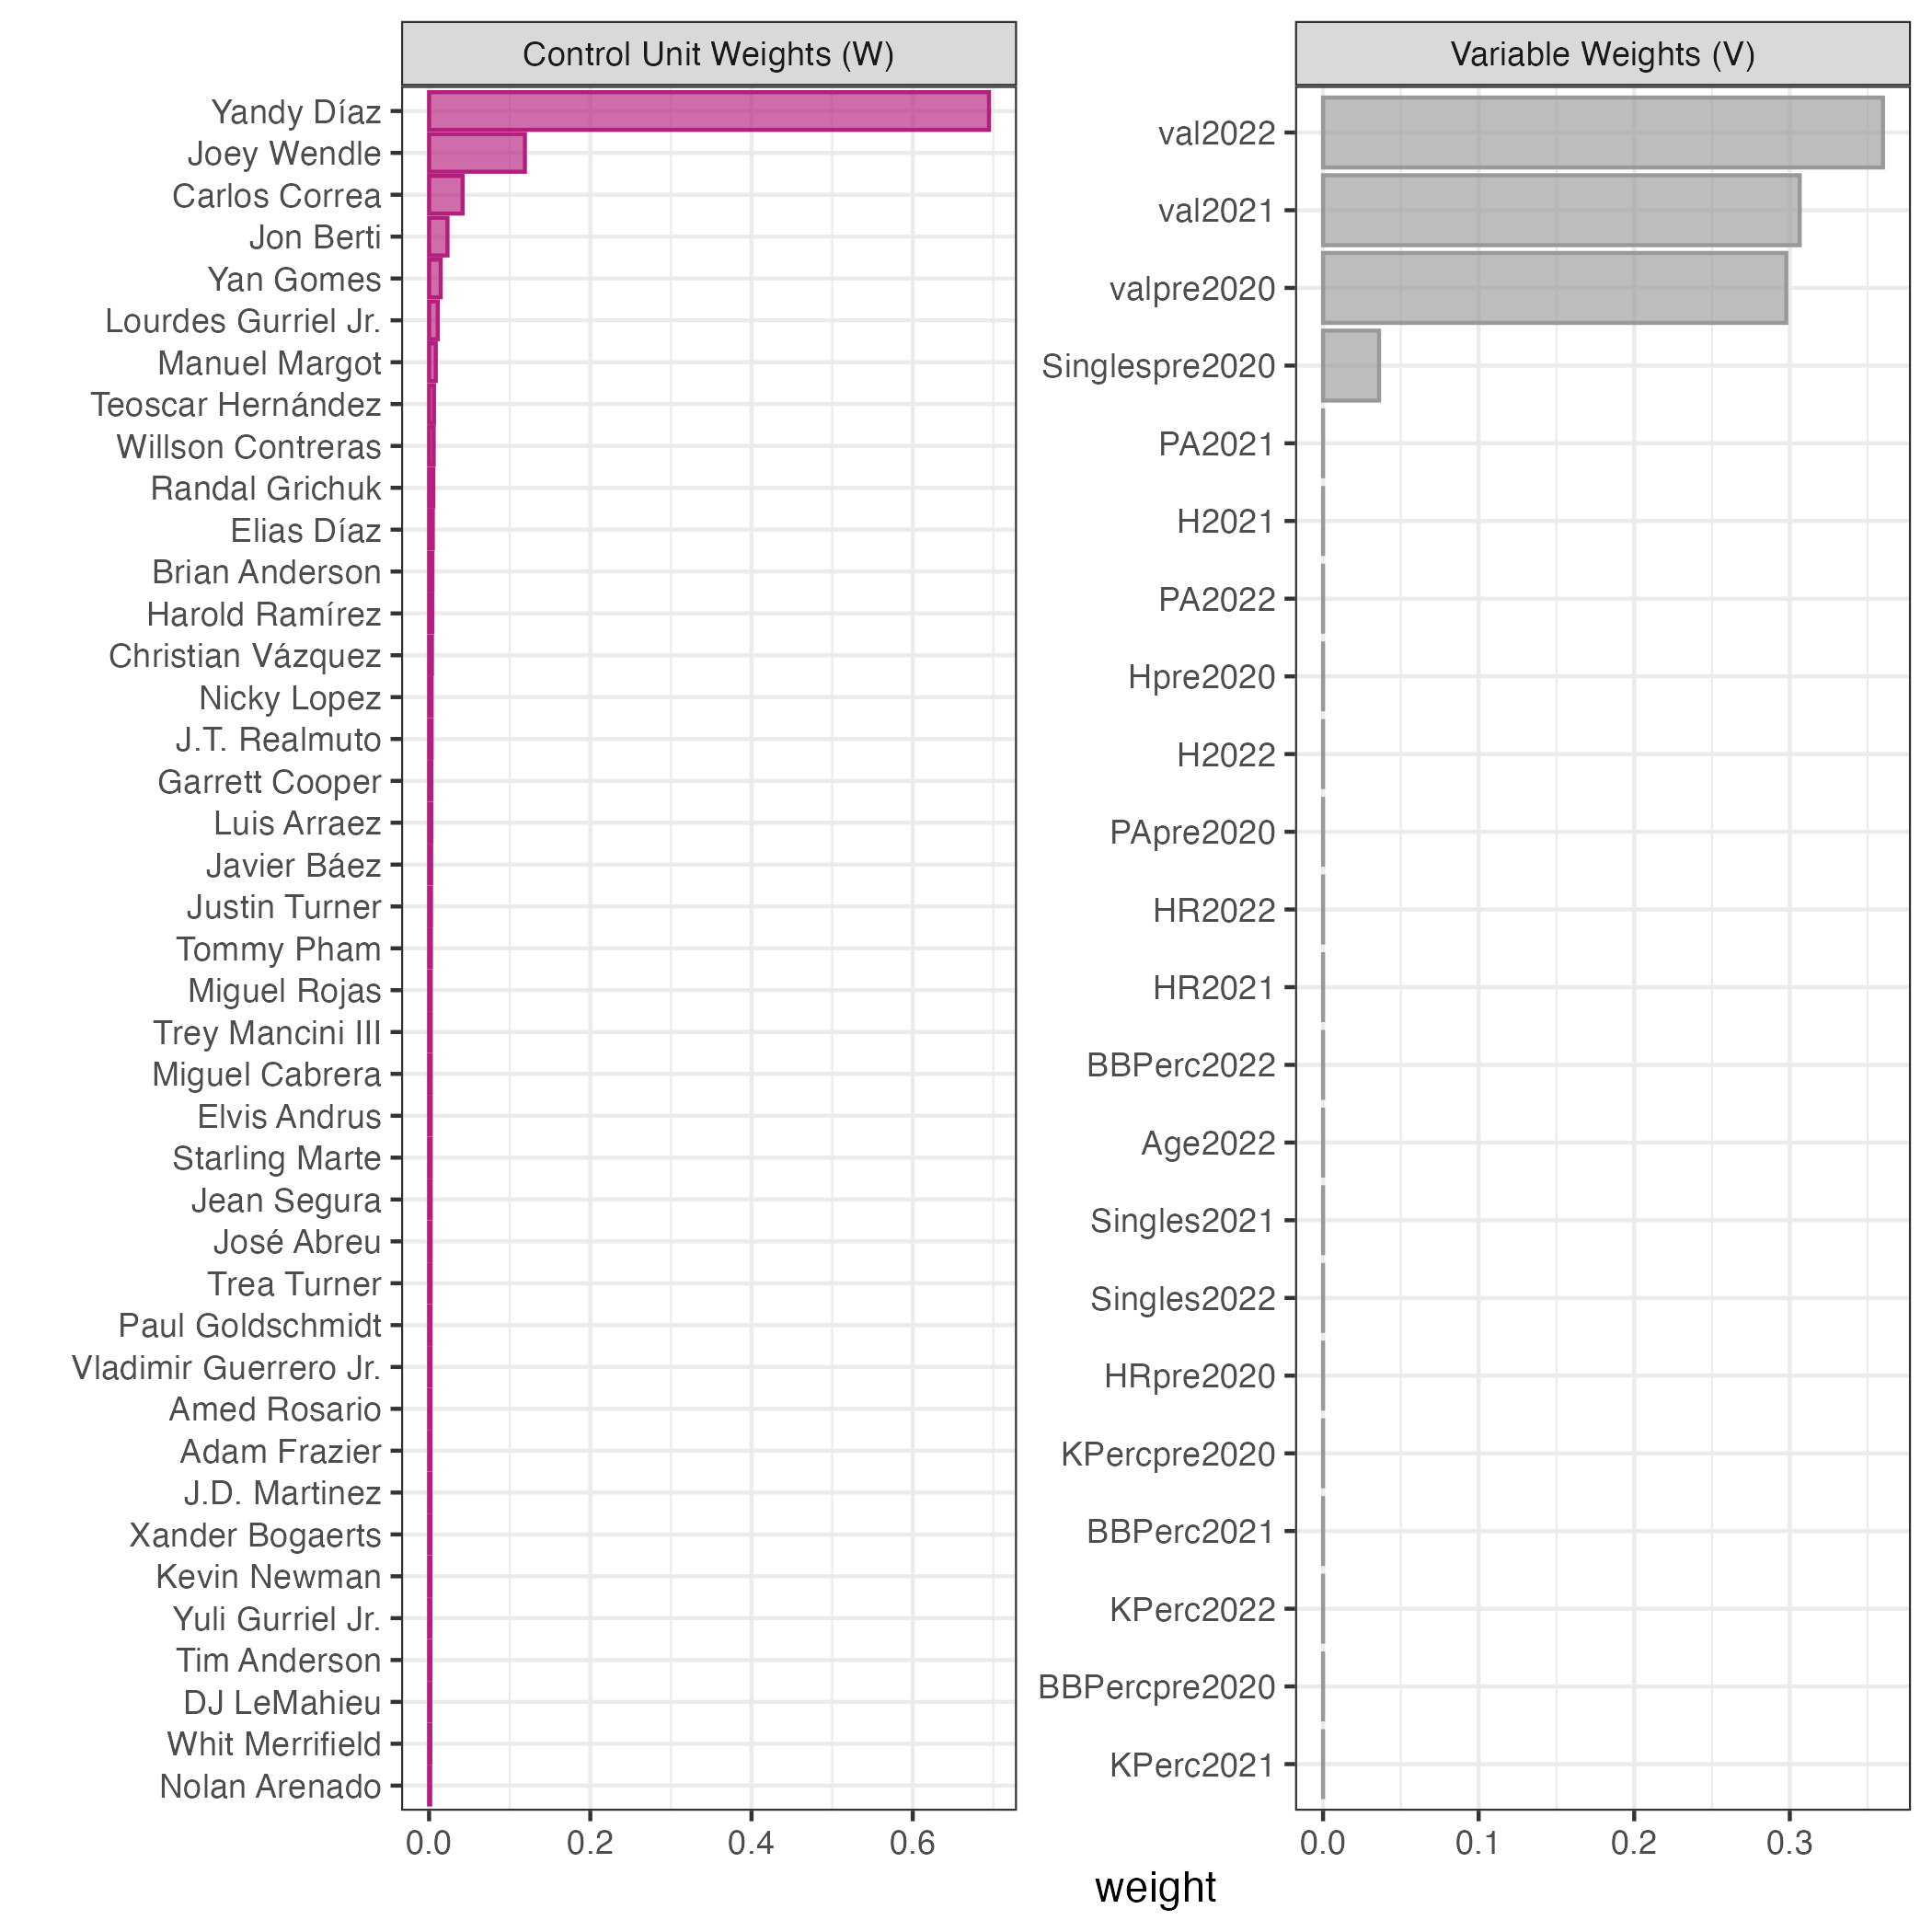 Control Unit Weights (W)
Yandy Díaz
Joey Wendle
Carlos Correa
Jon Berti
Yan Gomes
Lourdes Gurriel Jr.
Manuel Margot
Teoscar Hernández
Willson Contreras
Randal Grichuk
Elias Díaz
Brian Anderson
Harold Ramírez
Christian Vázquez
Nicky Lopez
J.T. Realmuto
Garrett Cooper
Luis Arraez
Javier Báez
Justin Turner
Tommy Pham
Miguel Rojas
Trey Mancini III
Miguel Cabrera
Elvis Andrus
Starling Marte
Jean Segura
José Abreu
Trea Turner
Paul Goldschmidt
Vladimir Guerrero Jr.
Amed Rosario
Adam Frazier
J.D. Martinez
Xander Bogaerts
Kevin Newman
Yuli Gurriel Jr.
Tim Anderson
DJ LeMahieu
Whit Merrifield
Nolan Arenado
0.0 0.2 0.4 0.6
Variable Weights (V)
val2022
val2021
valpre2020
Singlespre2020
PA2021
H2021
PA2022
Hpre2020
H2022
PApre2020
HR2022
HR2021
BBPerc2022
Age2022
Singles2021
Singles2022
HRpre2020
KPercpre2020
BBPerc2021
KPerc2022
BBPercpre2020
KPerc2021
0.0 0.1 0.2 0.3
weight